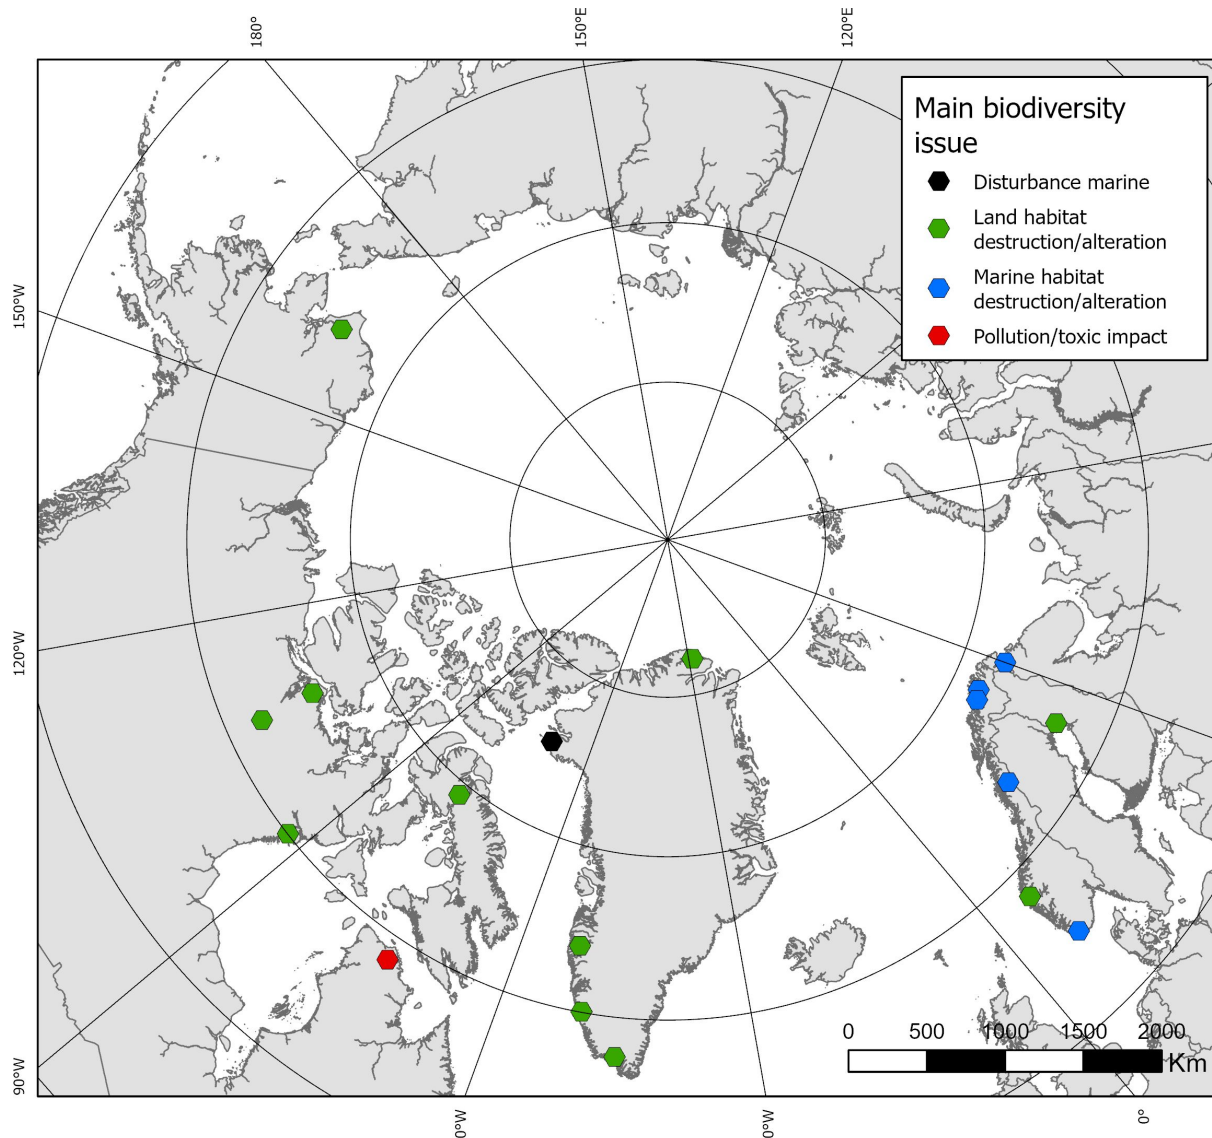 180°
150°E
120°E
Main biodiversity
issue
Disturbance marine
Land habitat
destruction/alteration
Marine habitat
destruction/alteration
Pollution/toxic impact
150°W
120°W
90°W
0 500 1000 1500 2000
Km
0°W
0°W
0°